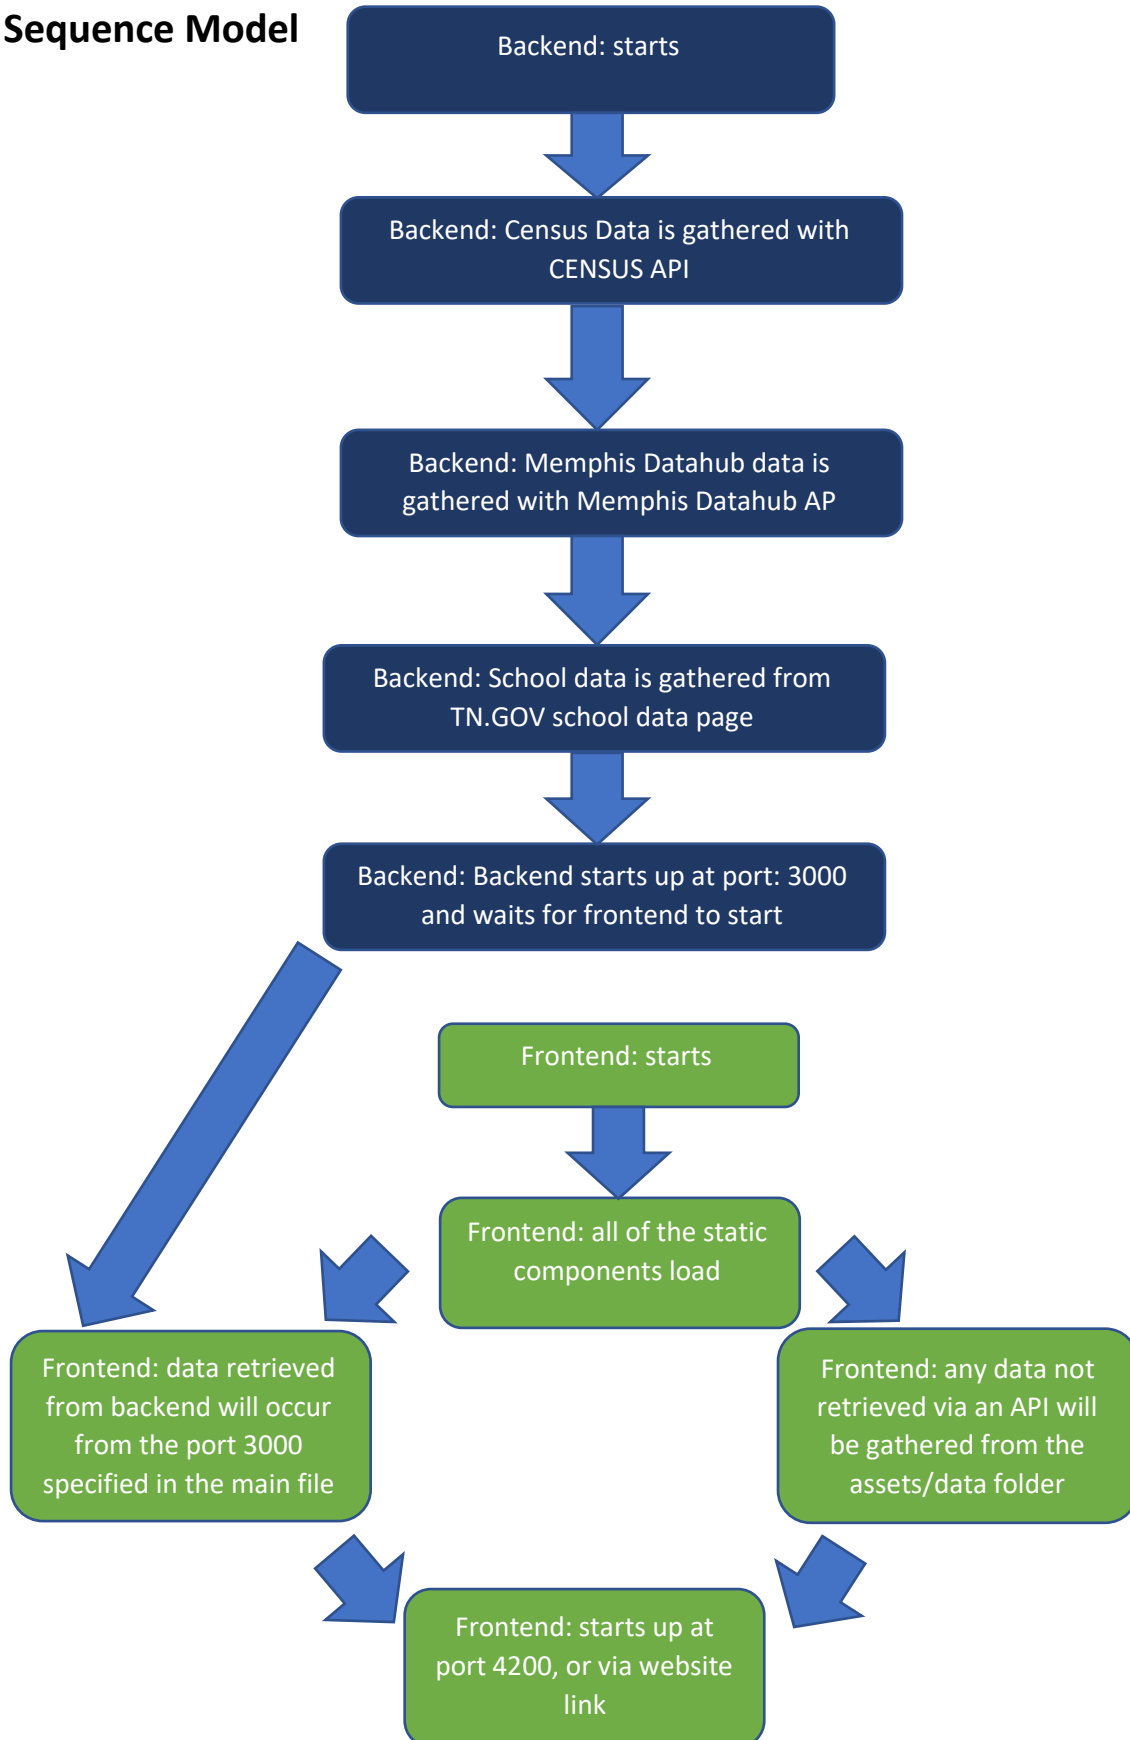 Sequence Model
Backend: starts
Backend: Census Data is gathered with
CENSUS API
Backend: Memphis Datahub data is
gathered with Memphis Datahub AP
Backend: School data is gathered from
TN.GOV school data page
Backend: Backend starts up at port: 3000
and waits for frontend to start
Frontend: starts
Frontend: all of the static
components load
Frontend: data retrieved
from backend will occur
from the port 3000
specified in the main file
Frontend: any data not
retrieved via an API will
be gathered from the
assets/data folder
Frontend: starts up at
port 4200, or via website
link